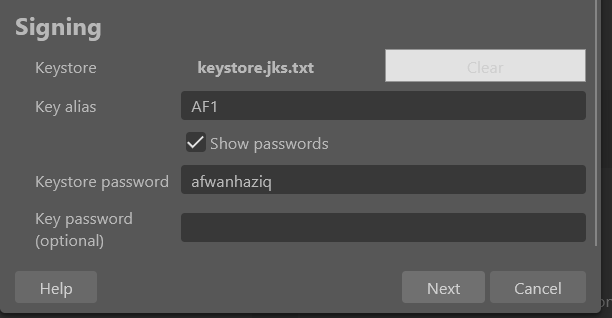 Signing
Keystore keystore.jks.txt Clear
Key alias AF1
Show passwords
Keystore password afwanhaziq
Key password
(optional)
Help Next Cancel